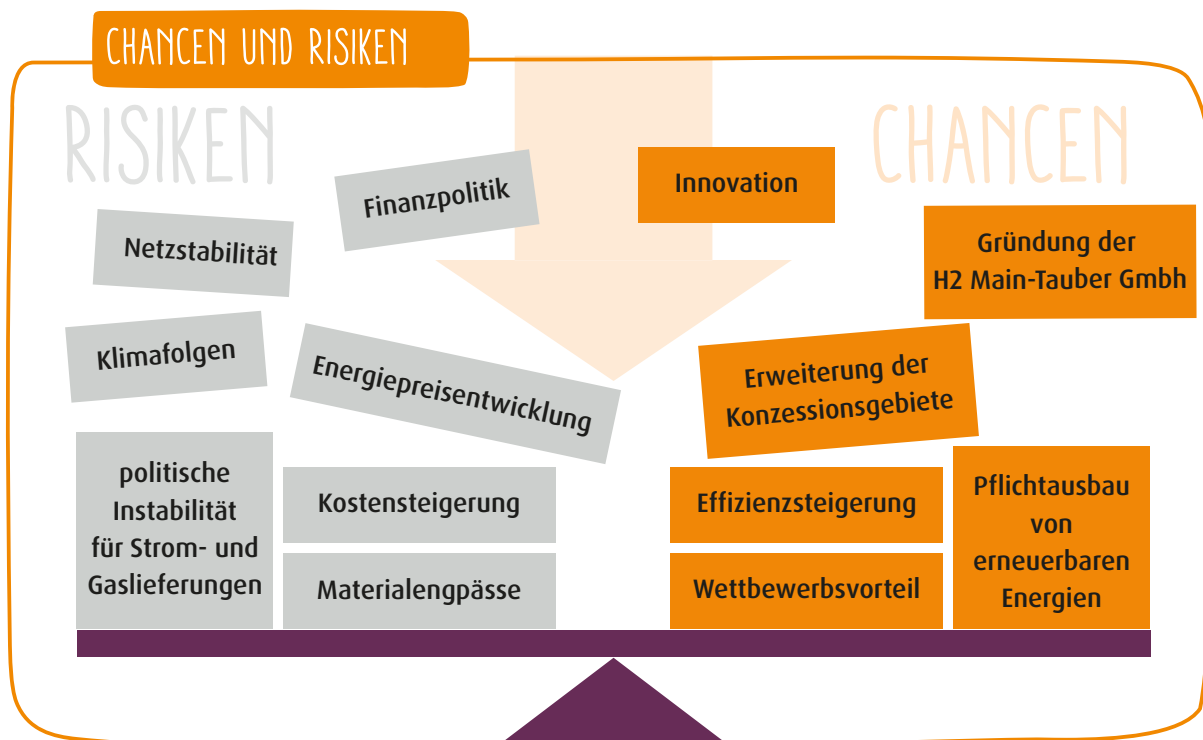 CHANCEN UND RISIKEN
RISIKEN
CHANCEN
Finanzpolitik
Netzstabilität
Klimafolgen
Energiepreisentwicklung
politische
Instabilität
für Strom- und
Gaslieferungen
Kostensteigerung
Materialengpässe
Innovation
Gründung der
H2 Main-Tauber Gmbh
Erweiterung der
Konzessionsgebiete
Effizienzsteigerung
Wettbewerbsvorteil
Pflichtausbau
von
erneuerbaren
Energien